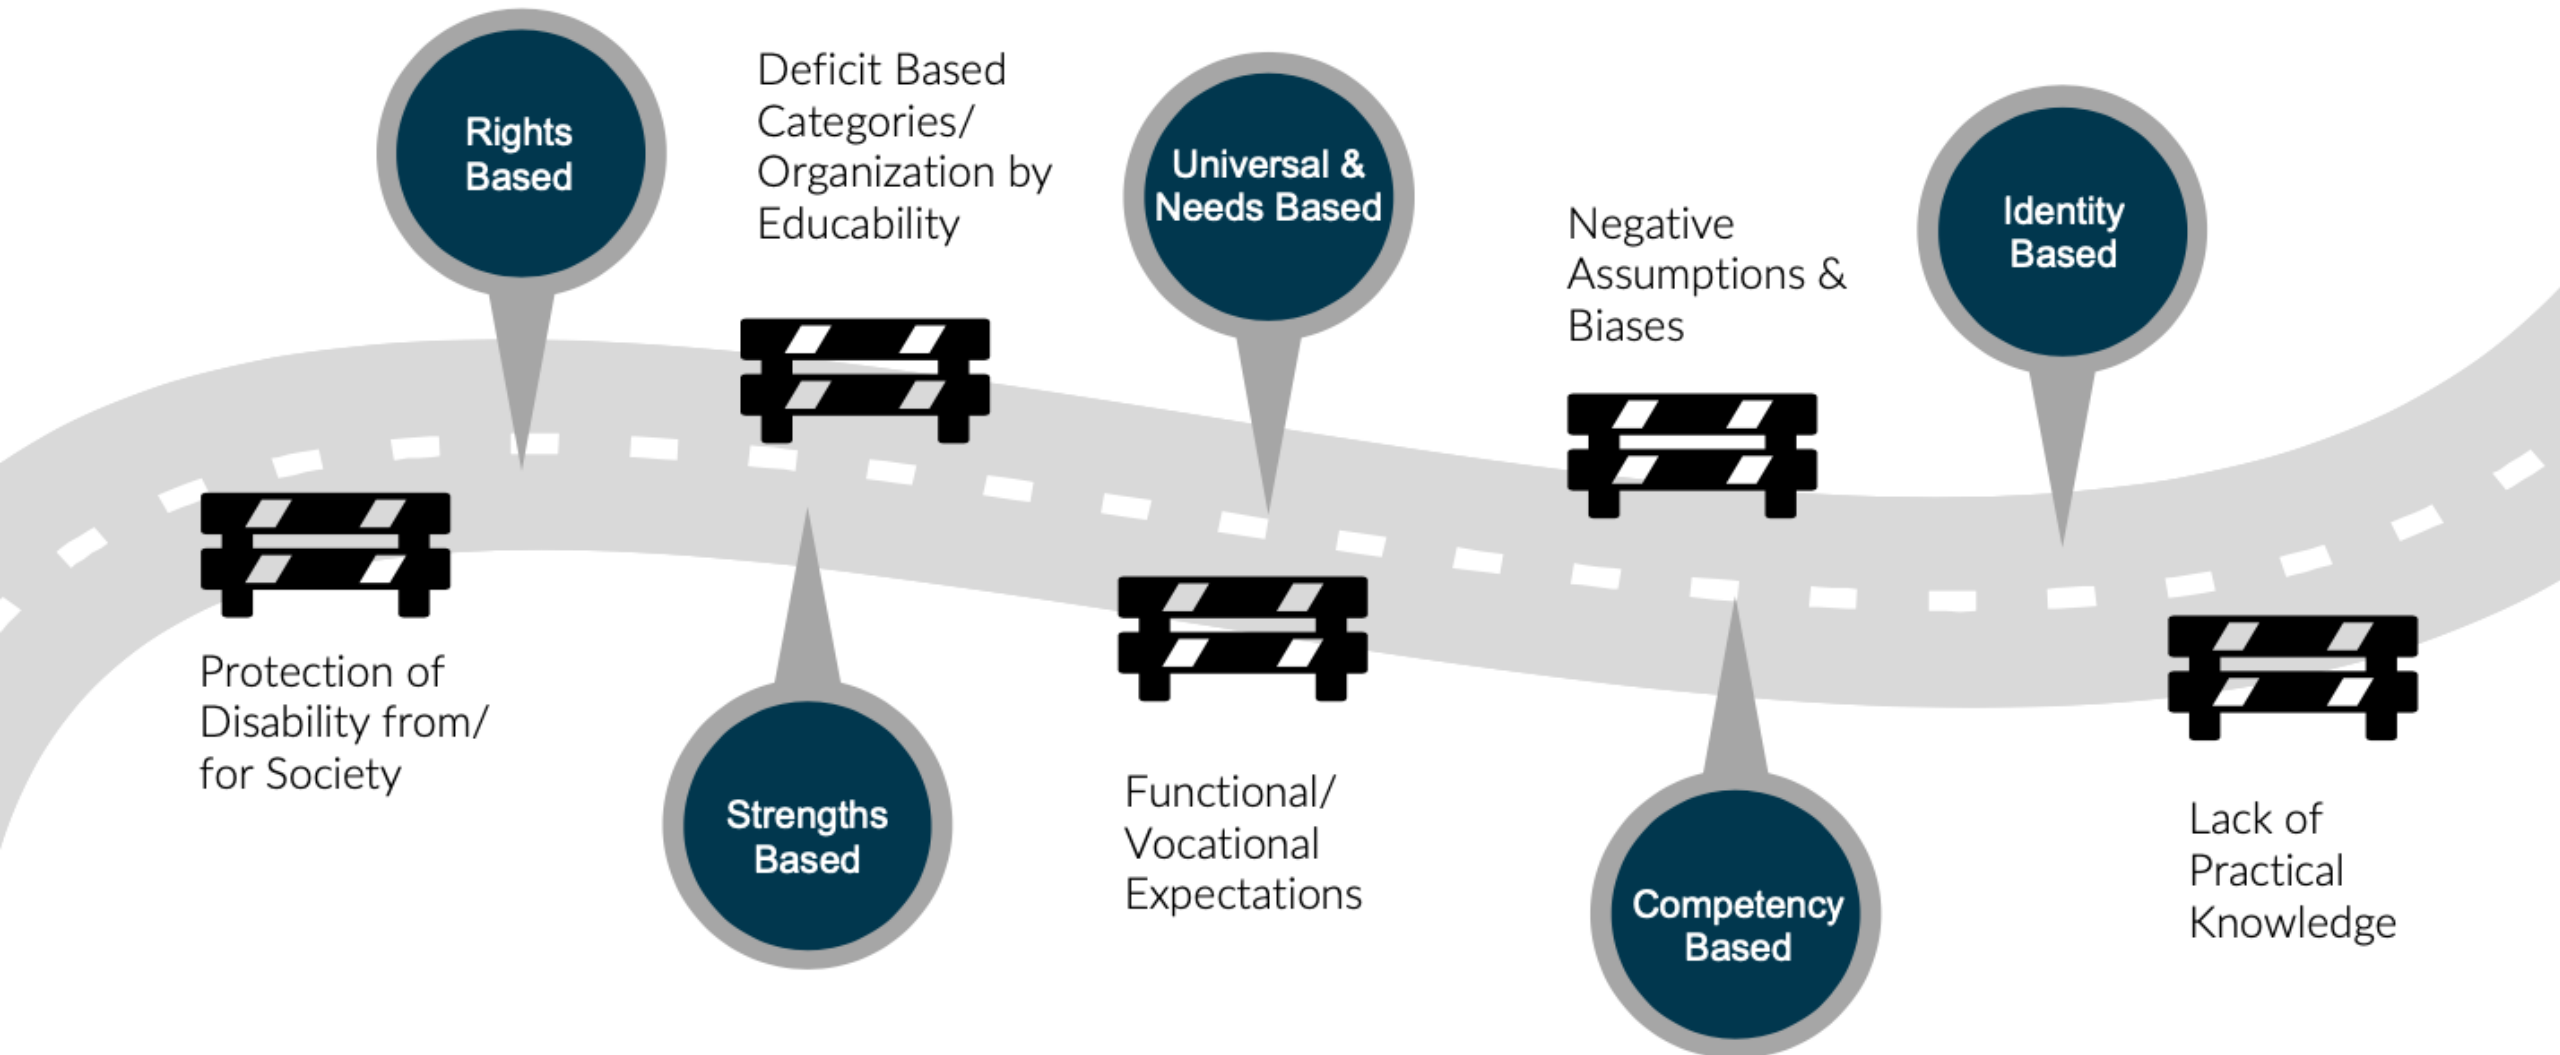 Rights
Based
Deficit Based
Categories/
Organization by
Educability
Universal &
Needs Based
Negative
Assumptions &
Biases
Identity
Based
Protection of
Disability from/
for Society
Strengths
Based
Functional/
Vocational
Expectations
Competency
Based
Lack of
Practical
Knowledge